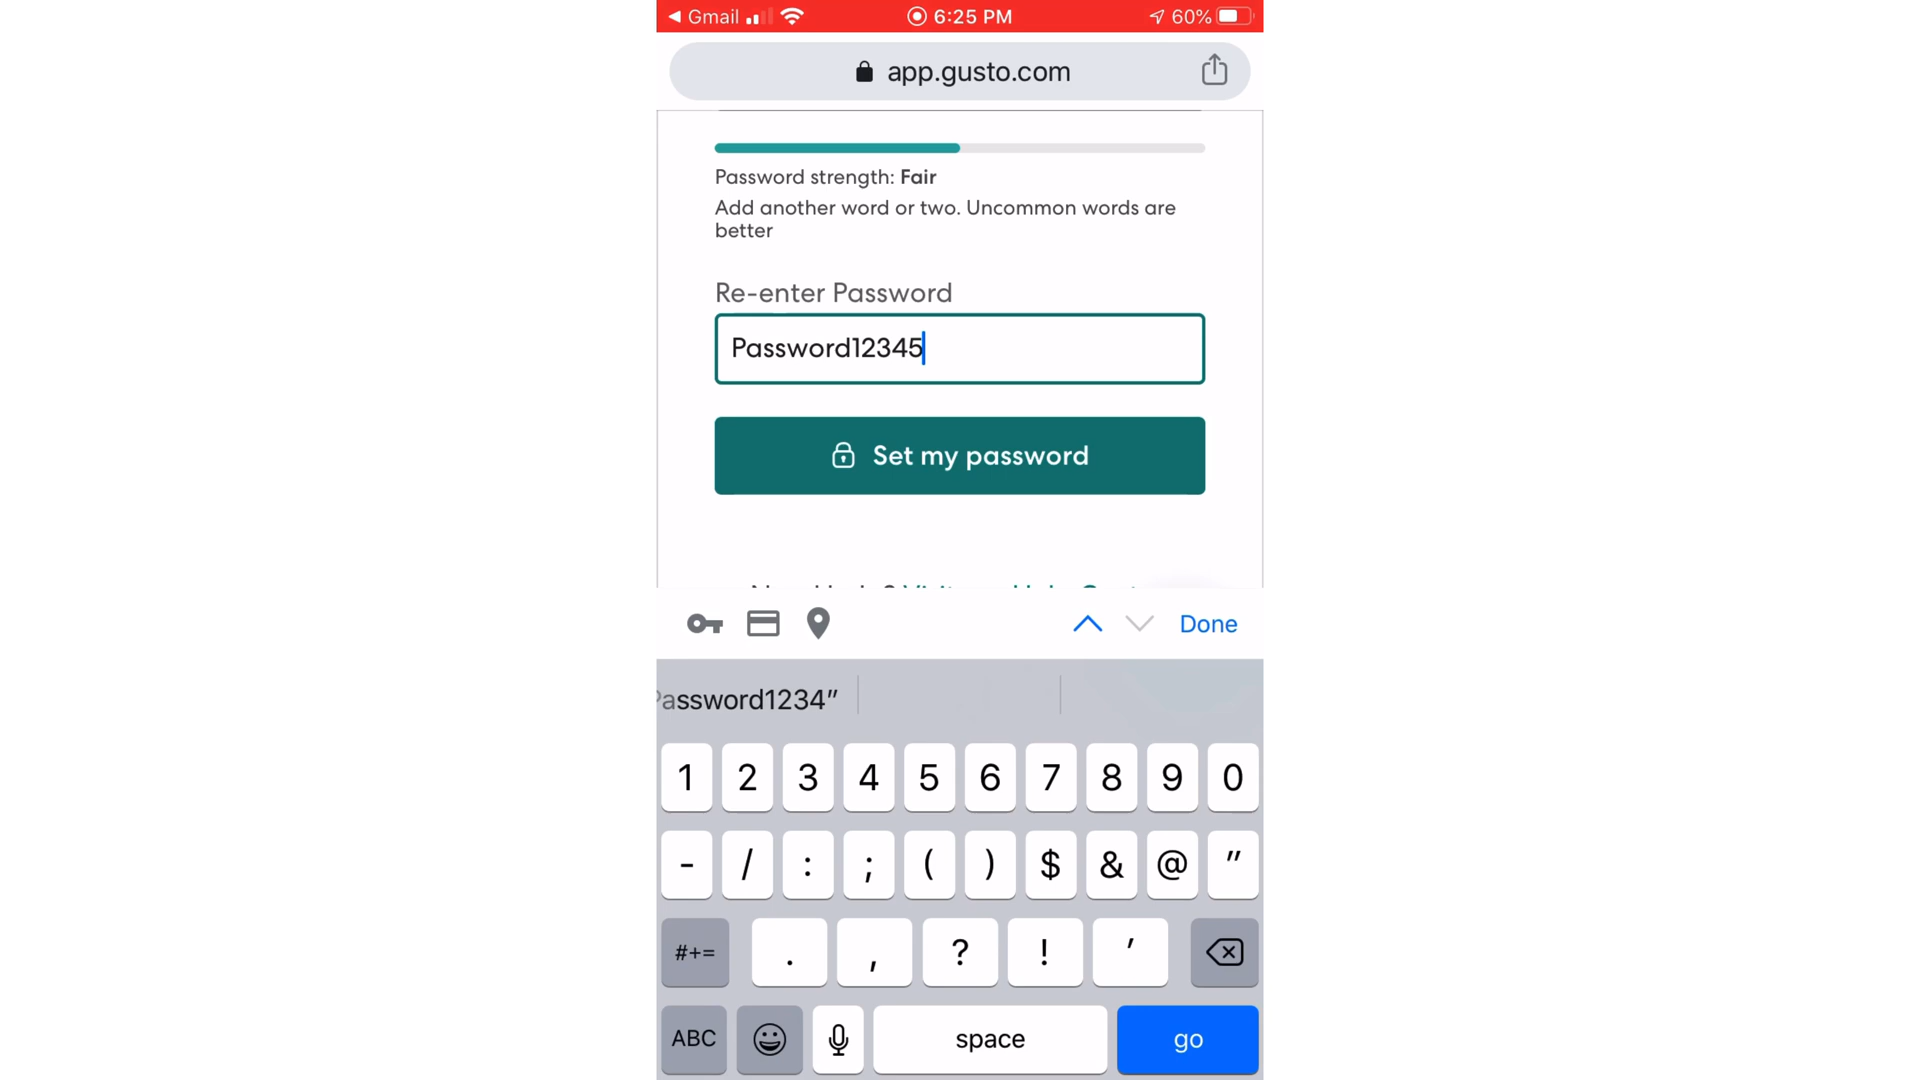 Gmail 6:25 PM 60%
app.gusto.com
Password strength: Fair
Add another word or two. Uncommon words are
better
Re-enter Password
Password12345
Set my password
Done
Password1234”
1 2 3 4 5 6 7 8 9 0
- / : ; ( ) $ & @ "
#+= . , ? ! '
ABC space go